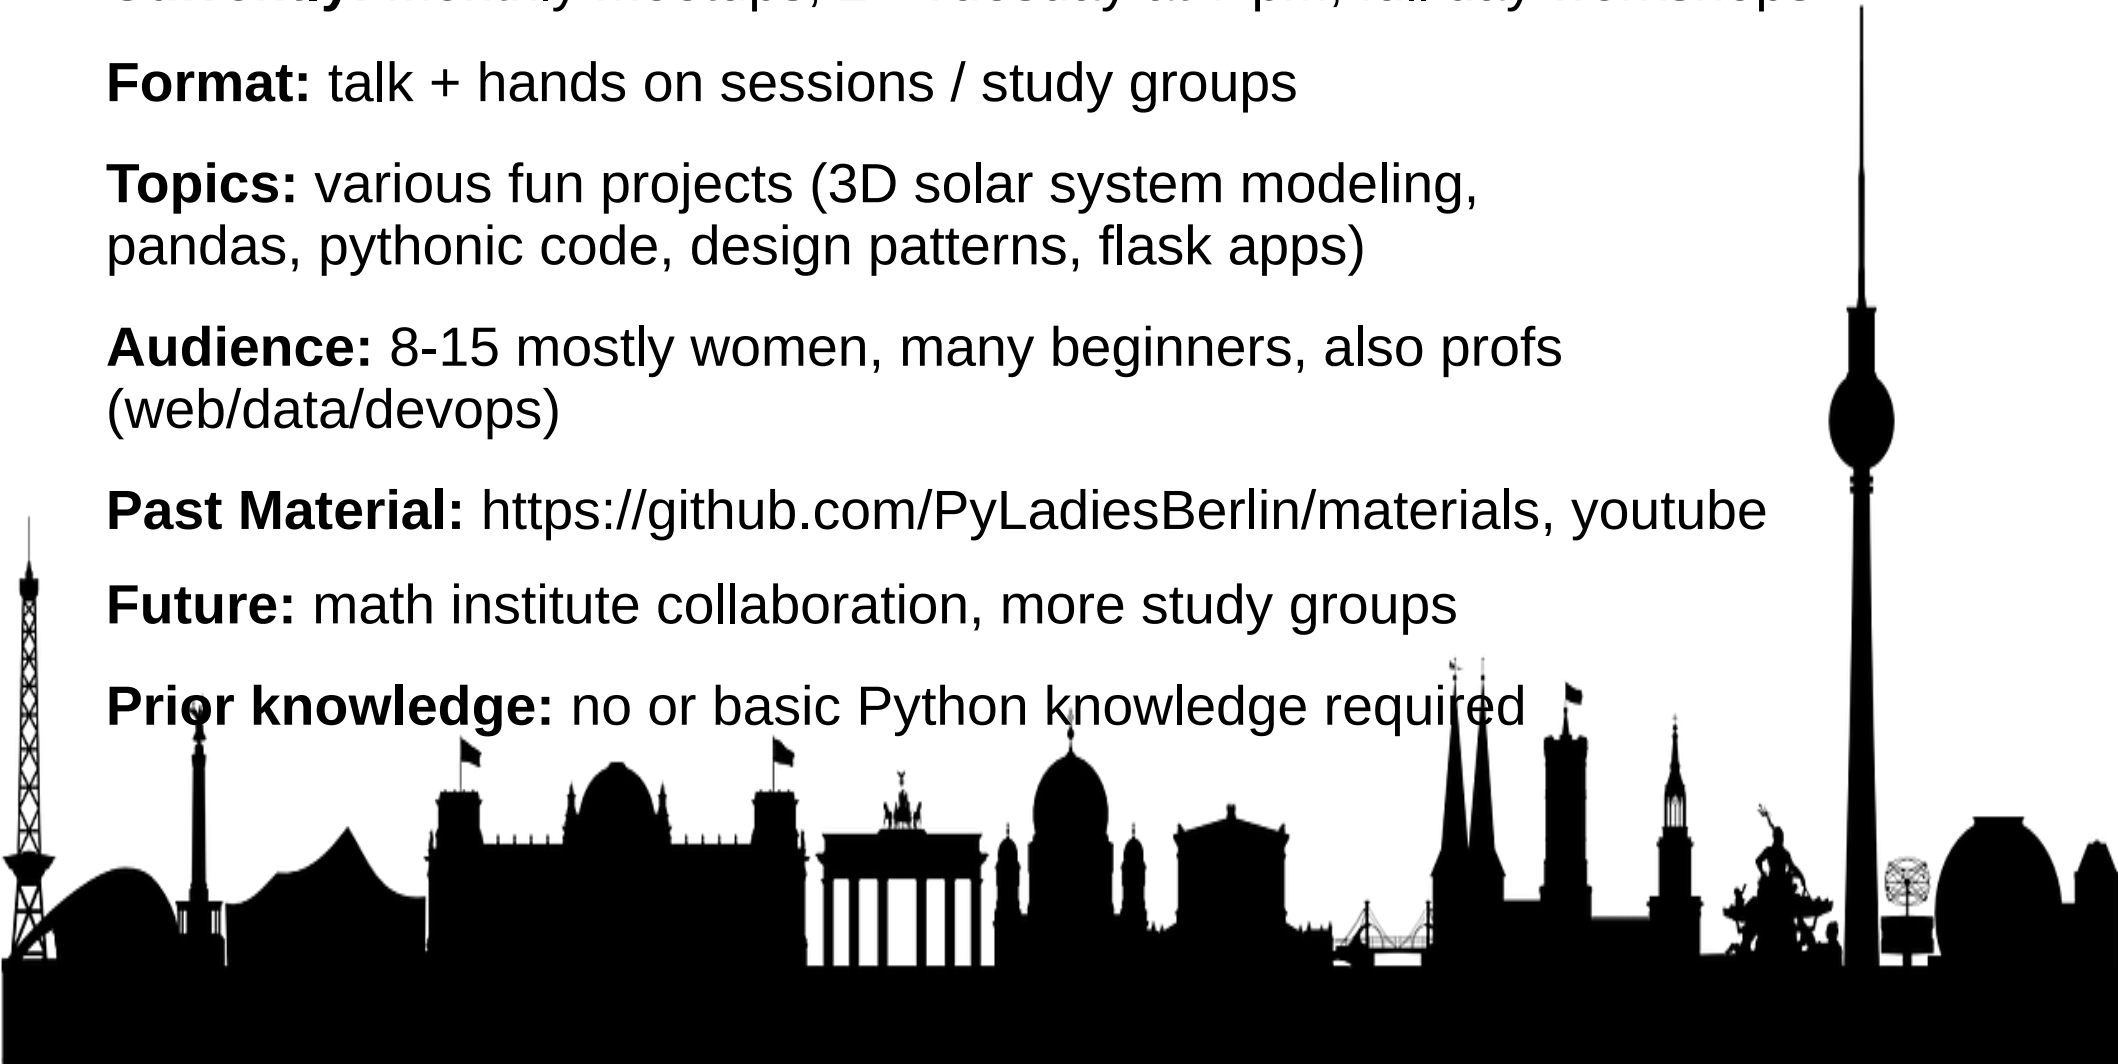 Format: talk + hands on sessions / study groups
Topics: various fun projects (3D solar system modeling,
pandas, pythonic code, design patterns, flask apps)
Audience: 8-15 mostly women, many beginners, also profs
(web/data/devops)
Past Material: https://github.com/PyLadiesBerlin/materials, youtube
Future: math institute collaboration, more study groups
Prior knowledge: no or basic Python knowledge required